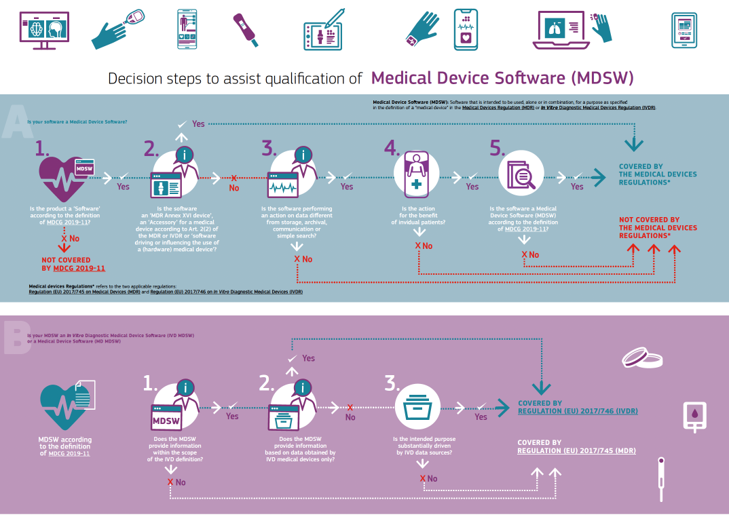 Decision steps to assist qualification of Medical Device Software (MDSW)
Medical Device Software (MDSW): Software that is intended to be used, alone or in combination, for a purpose as specified
in the definition of a "medical device" in the Medical Devices Regulation (MDR) or in Vitro Diagnostic Medical Devices Regulation (IVDR)
A
Is your software a Medical Device Software?
Yes
1.
2.
3.
4.
5.
MDSW
i
i
Yes
X
No
Yes
Yes
Yes
COVERED BY
THE MEDICAL DEVICES
REGULATIONS*
Is the product a 'Software'
according to the definition
of MDCG 2019-11?
X No
NOT COVERED
BY MDCG 2019-11
Is the software
an 'MDR Annex XVI device',
an 'Accessory' for a medical
device according to Art. 2(2) of
the MDR or IVDR or 'software
driving or influencing the use of
a (hardware) medical device'?
Is the software performing
an action on data different
from storage, archival,
communication or
simple search?
X No
Is the action
for the benefit
of invidual patients?
X No
Is the software a Medical
Device Software (MDSW)
according to the definition
of MDCG 2019-11?
X No
NOT COVERED BY
THE MEDICAL DEVICES
REGULATIONS*
Medical devices Regulations* refers to the two applicable regulations:
Regulation (EU) 2017/745 on Medical Devices (MDR) and Regulation (EU) 2017/746 on In Vitro Diagnostic Medical Devices (IVDR)
B
Is your MDSW an in Vitro Diagnostic Medical Device Software (IVD MDSW)
or a Medical Device Software (MD MDSW)
Yes
1.
2.
3.
i
i
MDSW
Yes
X
No
Yes
COVERED BY
REGULATION (EU) 2017/746 (IVDR)
MDSW according
to the definition
of MDCG 2019-11
Does the MDSW
provide information
within the scope
of the IVD definition?
X No
Does the MDSW
provide information
based on data obtained by
IVD medical devices only?
Is the intended purpose
substantially driven
by IVD data sources?
X No
COVERED BY
REGULATION (EU) 2017/745 (MDR)